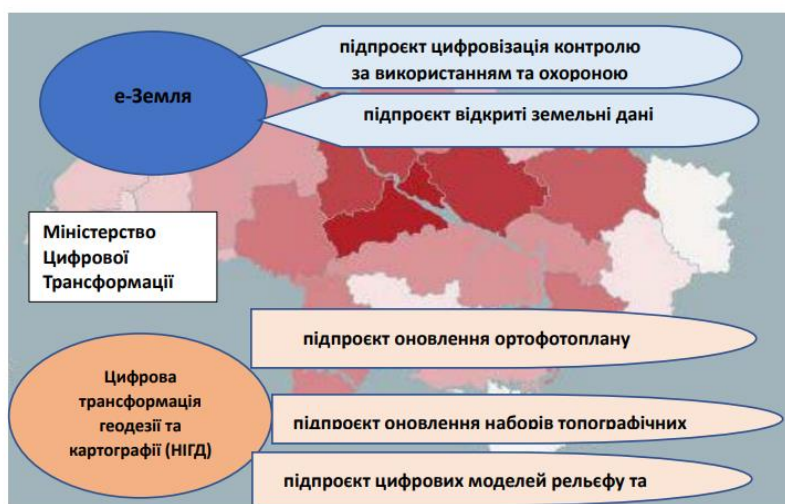 підпроєкт цифровізація контролю
за використанням та охороною
е-Земля
підпроєкт відкриті земельні дані
Міністерство
Цифрової
Трансформації
підпроєкт оновлення ортофотоплану
Цифрова
трансформація
геодезії та
картографії (НІГД)
підпроєкт оновлення наборів топографічних
підпроєкт цифрових моделей рельєфу та